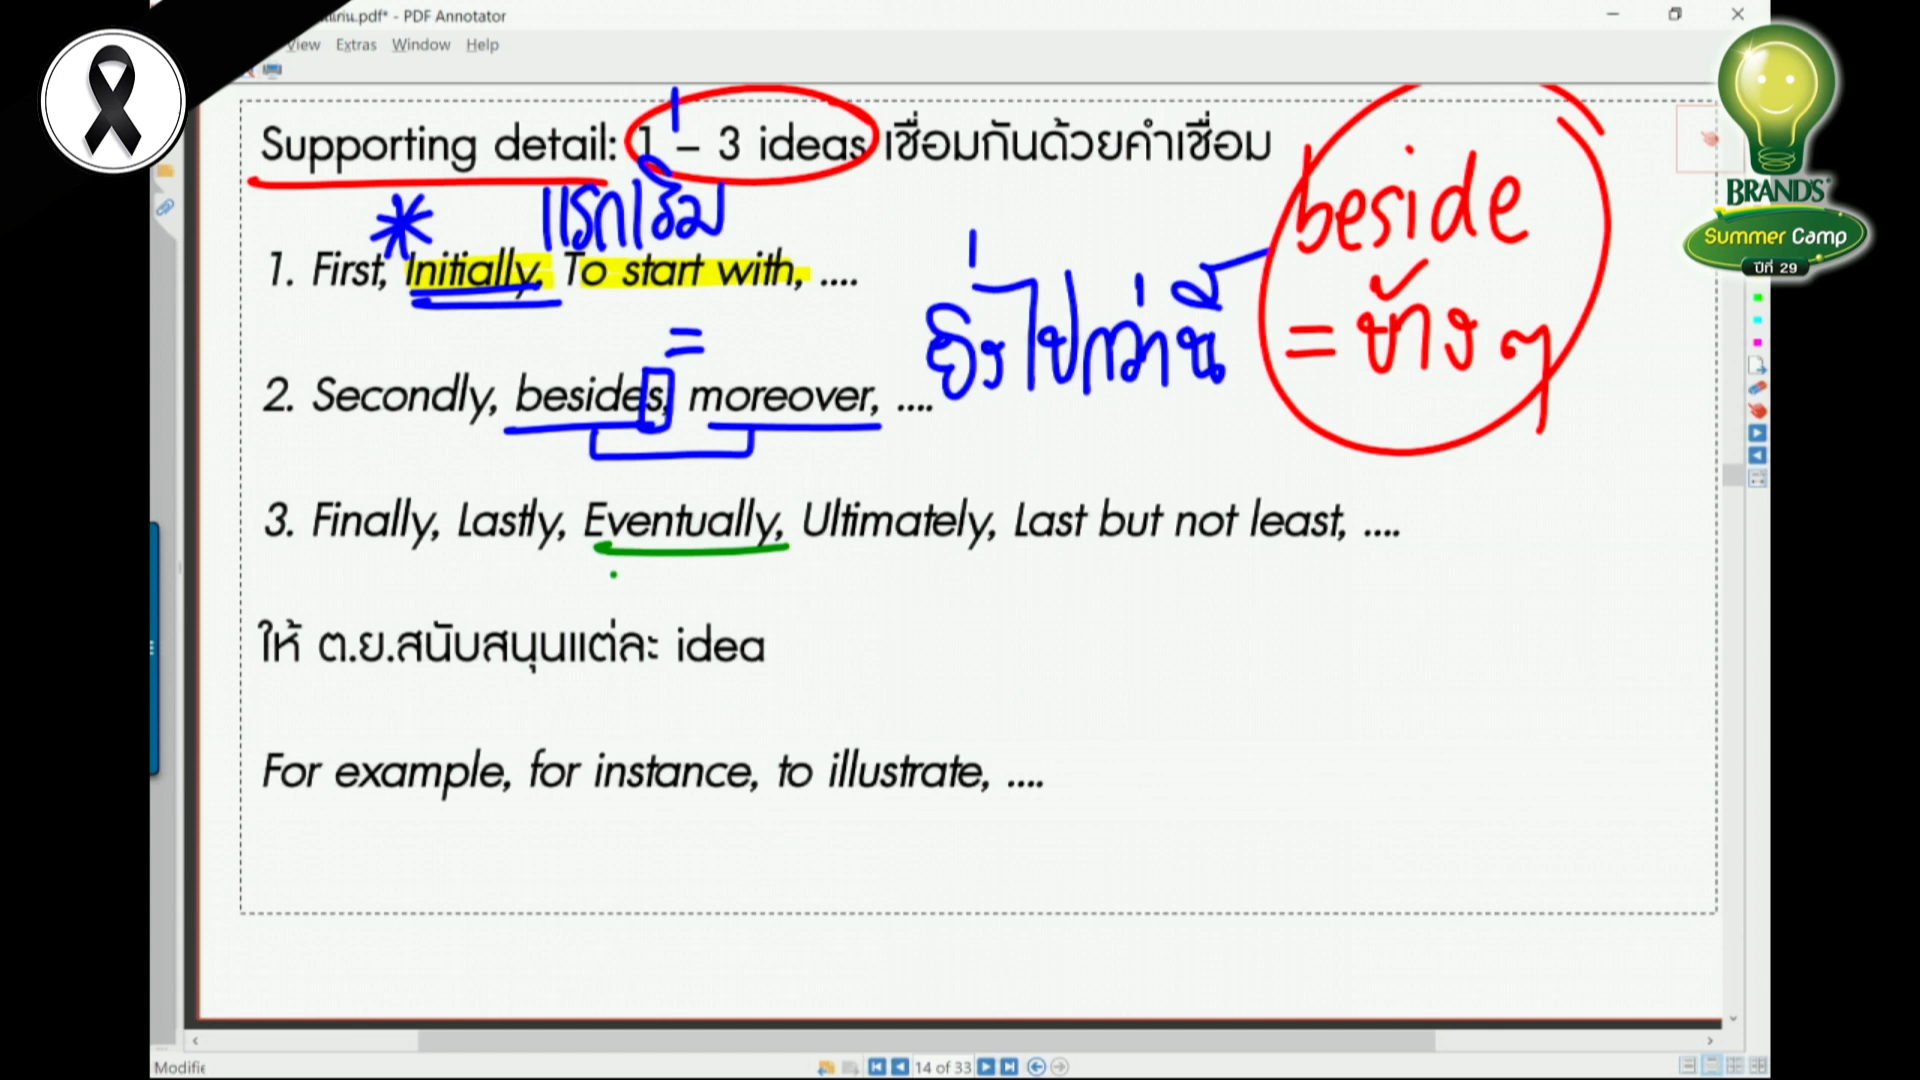 .pdf* - PDF Annotator
View Extras Window Help
BRAND'S
Summer Camp
ปีที่ 29
Supporting detail: 1 – 3 ideas เชื่อมกันด้วยคำเชื่อม
แรกเริ่ม
beside
= ข้าง ๆ
1. First, Initially, To start with, ....
ยิ่งไปกว่านี้
=
2. Secondly, besides, moreover, ....
3. Finally, Lastly, Eventually, Ultimately, Last but not least, ....
ให้ ต.ย.สนับสนุนแต่ละ idea
For example, for instance, to illustrate, ....
14 of 33